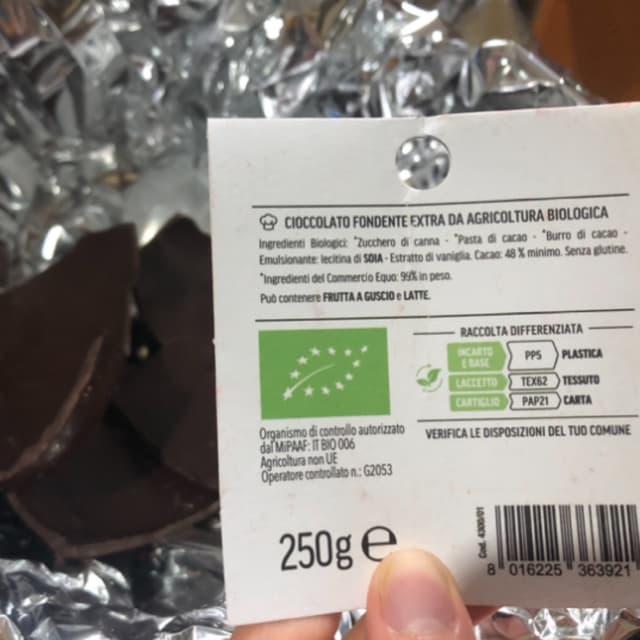 CIOCCOLATO FONDENTE EXTRA DA AGRICOLTURA BIOLOGICA
Ingredienti Biologici: *Zucchero di canna - *Pasta di cacao - *Burro di cacao -
Emulsionante: lecitina di SOIA - Estratto di vaniglia. Cacao: 48 % minimo. Senza glutine.
*Ingredienti del Commercio Equo: 99% in peso.
Può contenere FRUTTA A GUSCIO e LATTE.
RACCOLTA DIFFERENZIATA
INCARTO E BASE PP5 PLASTICA
LACCETTO TEX62 TESSUTO
CARTIGLIO PAP21 CARTA
VERIFICA LE DISPOSIZIONI DEL TUO COMUNE
Organismo di controllo autorizzato
dal MiPAAF: IT BIO 006
Agricoltura non UE
Operatore controllato n.: G2053
250g e
Cod. 4300/01
8 016225 363921